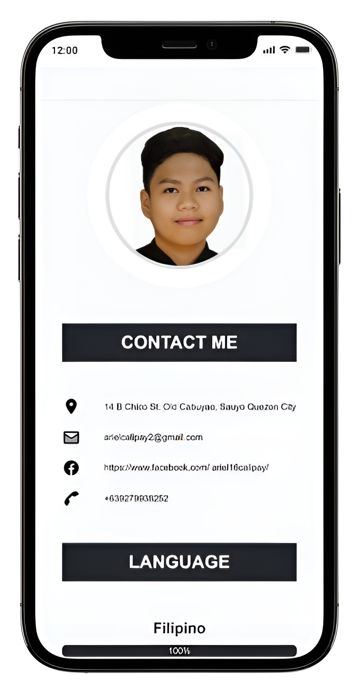 12:00
CONTACT ME
14 B Chico St. Old Cabuyao, Sauyo Quezon City
arielcalipay2@gmail.com
https://www.facebook.com/ariel16calipay/
+639279938252
LANGUAGE
Filipino
100%